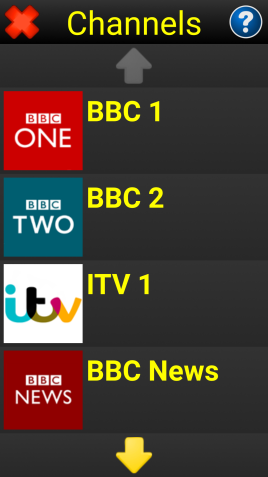 Channels
?
BBC
ONE
BBC 1
BBC
TWO
BBC 2
itv
ITV 1
BBC
NEWS
BBC News